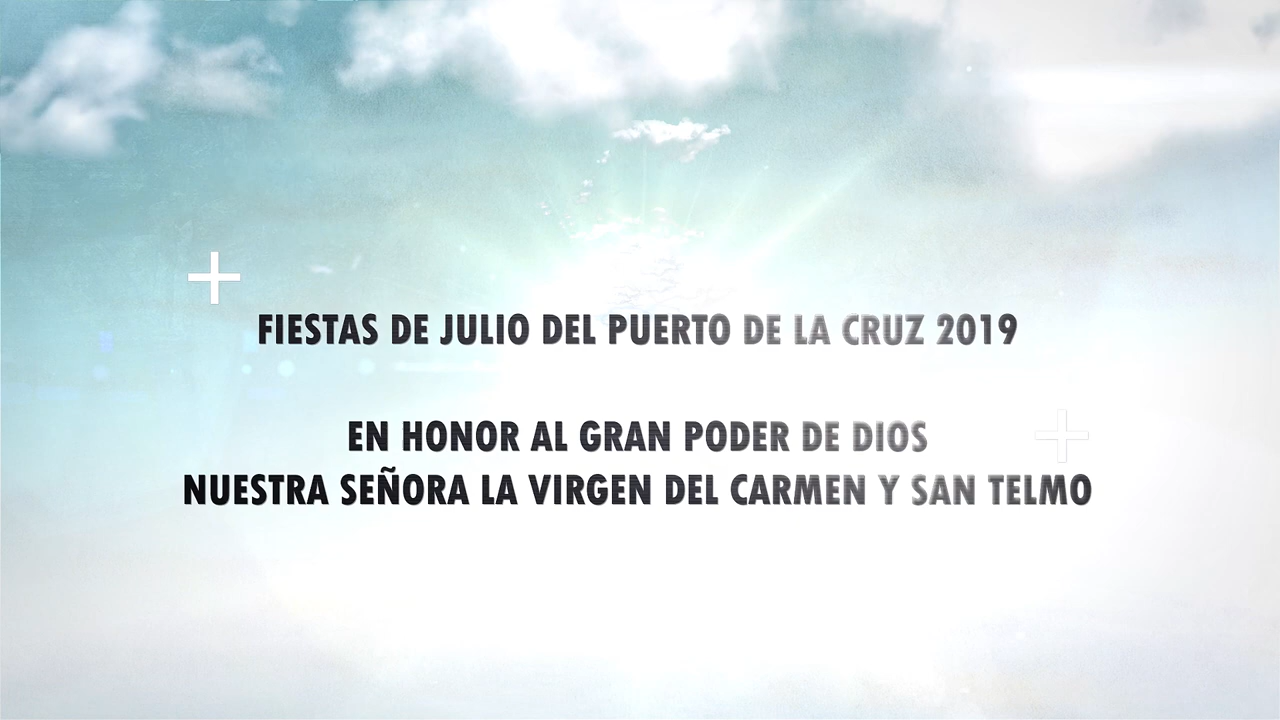 FIESTAS DE JULIO DEL PUERTO DE LA CRUZ 2019
EN HONOR AL GRAN PODER DE DIOS
NUESTRA SEÑORA LA VIRGEN DEL CARMEN Y SAN TELMO